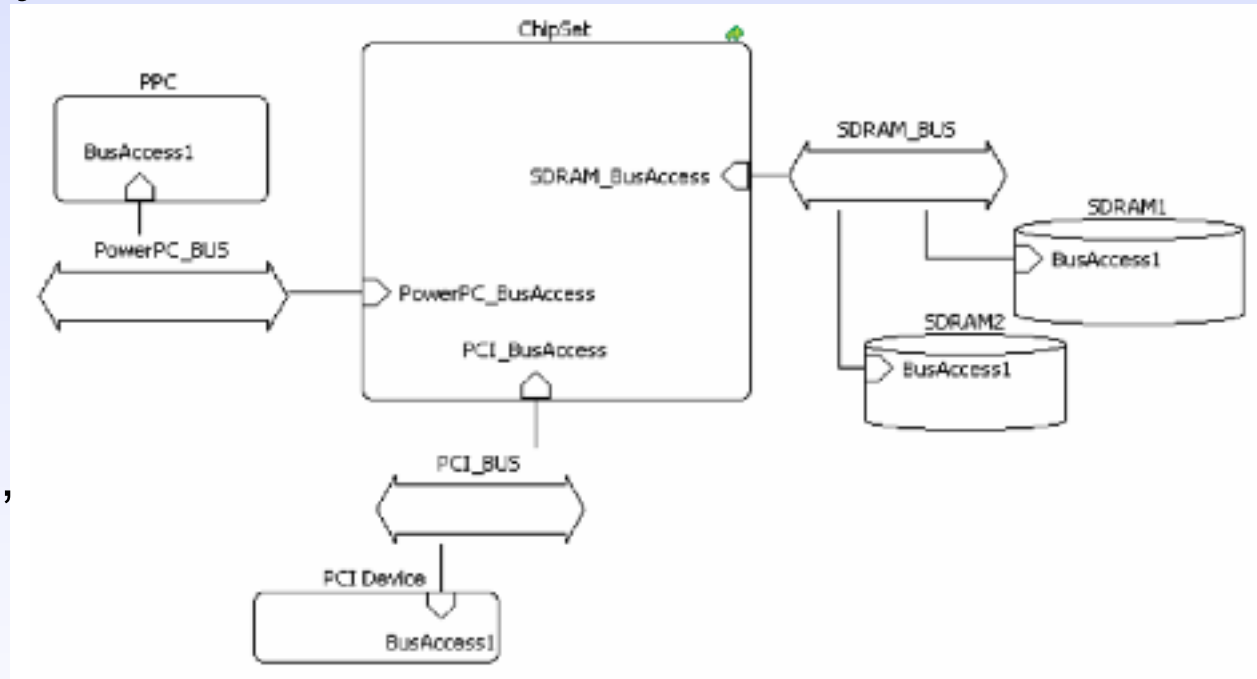 ChipSet
PPC
BusAccess1
SDRAM_BUS
SDRAM_BusAccess
SDRAM1
BusAccess1
PowerPC_BUS
PowerPC_BusAccess
SDRAM2
BusAccess1
PCI_BusAccess
PCI_BUS
,
PCI Device
BusAccess1